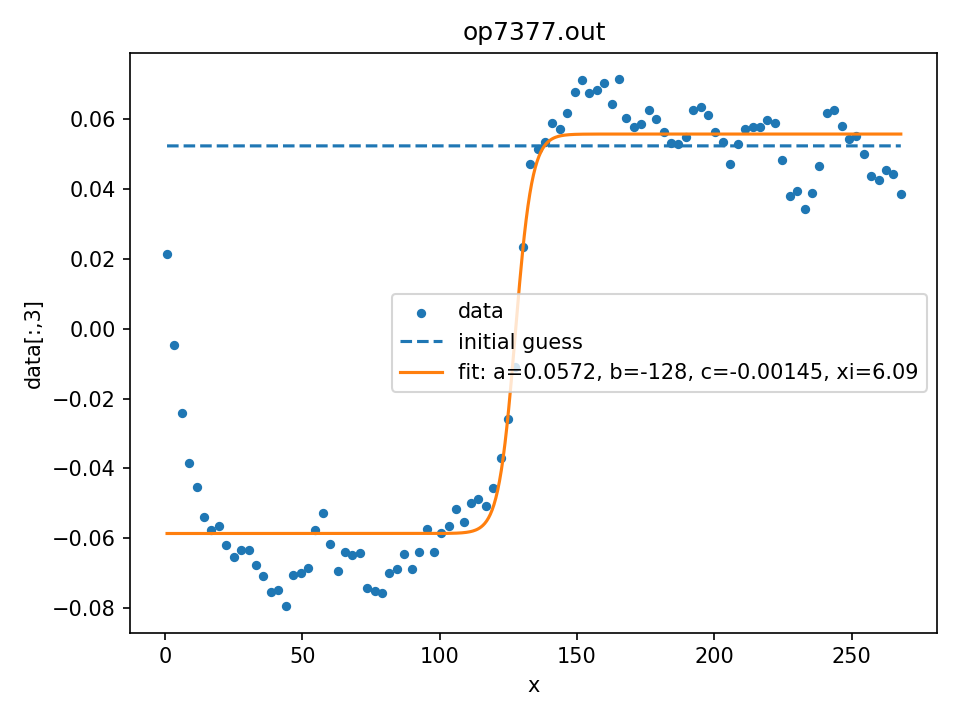 op7377.out
0.06
0.04
0.02
0.00
−0.02
−0.04
−0.06
−0.08
data[:,3]
data
initial guess
fit: a=0.0572, b=-128, c=-0.00145, xi=6.09
0 50 100 150 200 250
x